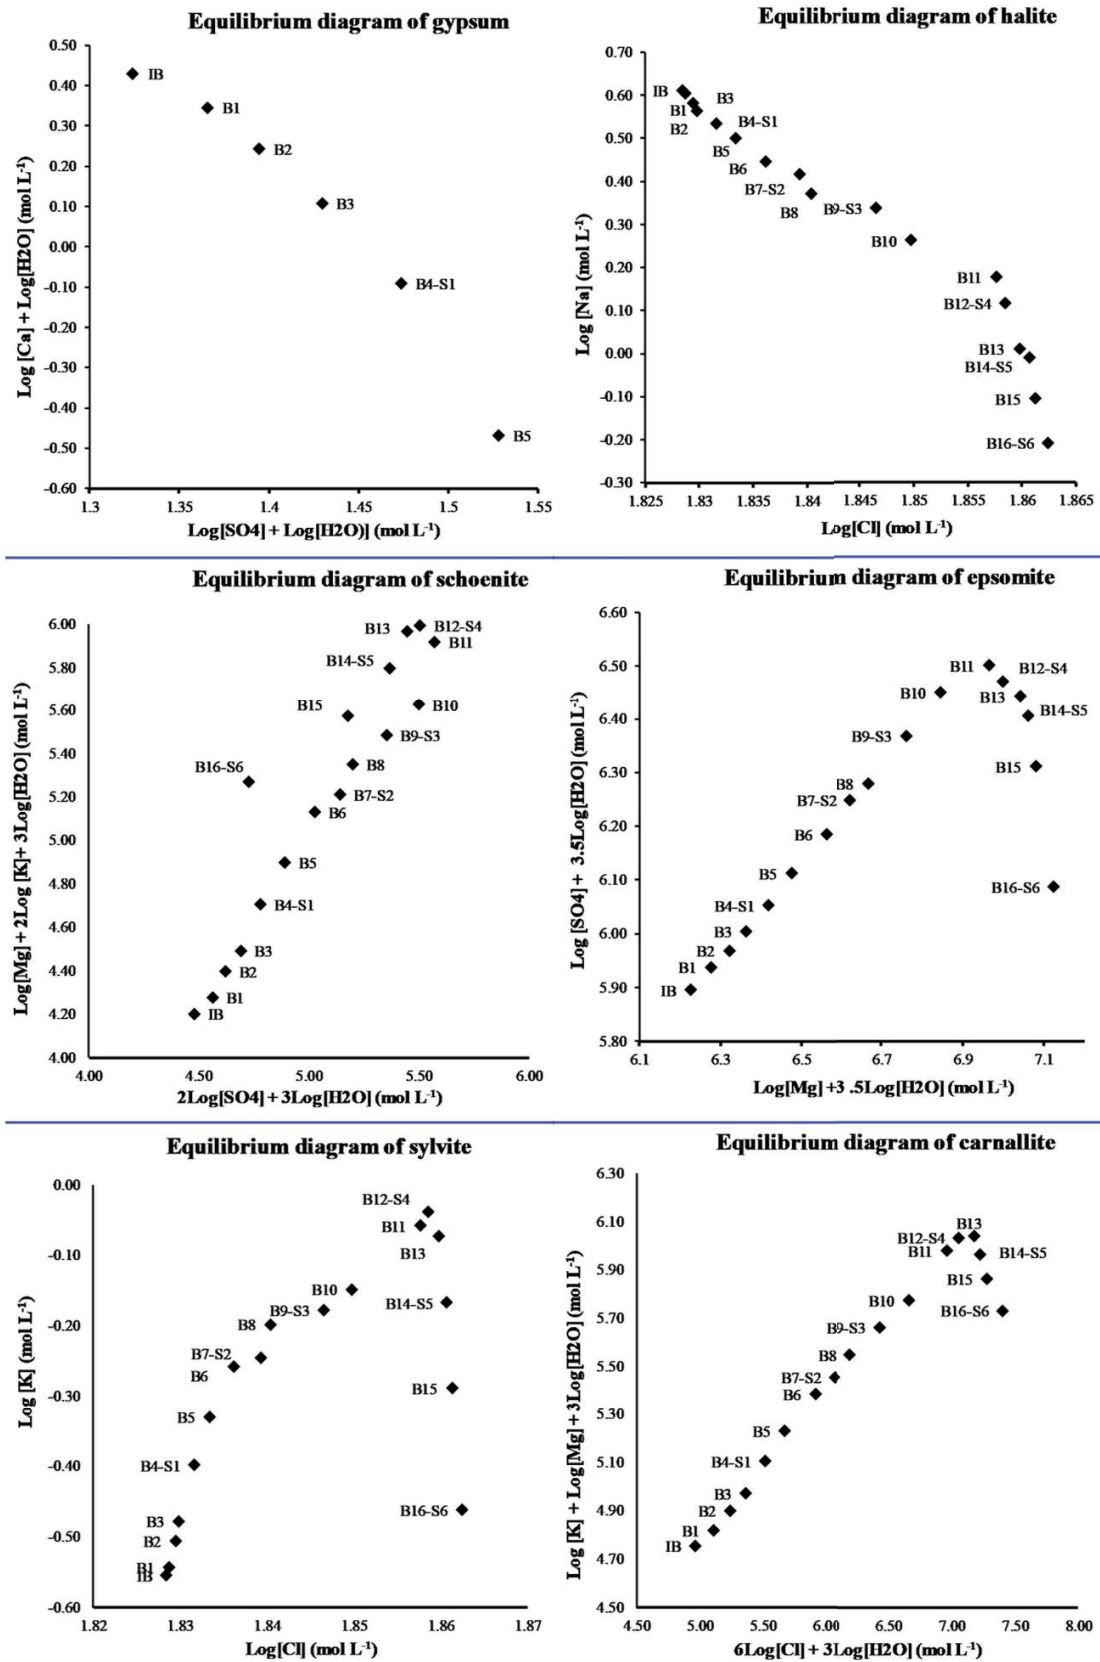 Equilibrium diagram of gypsum
Log [Ca] + Log[H2O] (mol L-1)
0.50
0.40
0.30
0.20
0.10
0.00
-0.10
-0.20
-0.30
-0.40
-0.50
-0.60
IB
B1
B2
B3
B4-S1
B5
1.3
1.35
1.4
1.45
1.5
1.55
Log[SO4] + Log[H2O)] (mol L-1)
Equilibrium diagram of halite
Log [Na] (mol L-1)
0.70
0.60
0.50
0.40
0.30
0.20
0.10
0.00
-0.10
-0.20
-0.30
IB
B3
B1
B2
B4-S1
B5
B6
B7-S2
B8
B9-S3
B10
B11
B12-S4
B13
B14-S5
B15
B16-S6
1.825
1.83
1.835
1.84
1.845
1.85
1.855
1.86
1.865
Log[Cl] (mol L-1)
Equilibrium diagram of schoenite
Log[Mg] + 2Log [K]+ 3Log[H2O] (mol L-1)
6.00
5.80
5.60
5.40
5.20
5.00
4.80
4.60
4.40
4.20
4.00
B13
B12-S4
B11
B14-S5
B15
B10
B9-S3
B16-S6
B8
B7-S2
B6
B5
B4-S1
B3
B2
B1
IB
4.00
4.50
5.00
5.50
6.00
2Log[SO4] + 3Log[H2O] (mol L-1)
Equilibrium diagram of epsomite
Log [SO4] + 3.5Log[H2O] (mol L-1)
6.60
6.50
6.40
6.30
6.20
6.10
6.00
5.90
5.80
B11
B12-S4
B10
B13
B14-S5
B9-S3
B15
B8
B7-S2
B6
B5
B16-S6
B4-S1
B3
B2
B1
IB
6.1
6.3
6.5
6.7
6.9
7.1
Log[Mg] +3 .5Log[H2O] (mol L-1)
Equilibrium diagram of sylvite
Log [K] (mol L-1)
0.00
-0.10
-0.20
-0.30
-0.40
-0.50
-0.60
B12-S4
B11
B13
B10
B14-S5
B9-S3
B8
B7-S2
B6
B15
B5
B4-S1
B16-S6
B3
B2
B1
IB
1.82
1.83
1.84
1.85
1.86
1.87
Log[Cl] (mol L-1)
Equilibrium diagram of carnallite
Log [K] + Log[Mg] + 3Log[H2O] (mol L-1)
6.30
6.10
5.90
5.70
5.50
5.30
5.10
4.90
4.70
4.50
B13
B12-S4
B11
B14-S5
B15
B10
B16-S6
B9-S3
B8
B7-S2
B6
B5
B4-S1
B3
B2
B1
IB
4.50
5.00
5.50
6.00
6.50
7.00
7.50
8.00
6Log[Cl] + 3Log[H2O] (mol L-1)